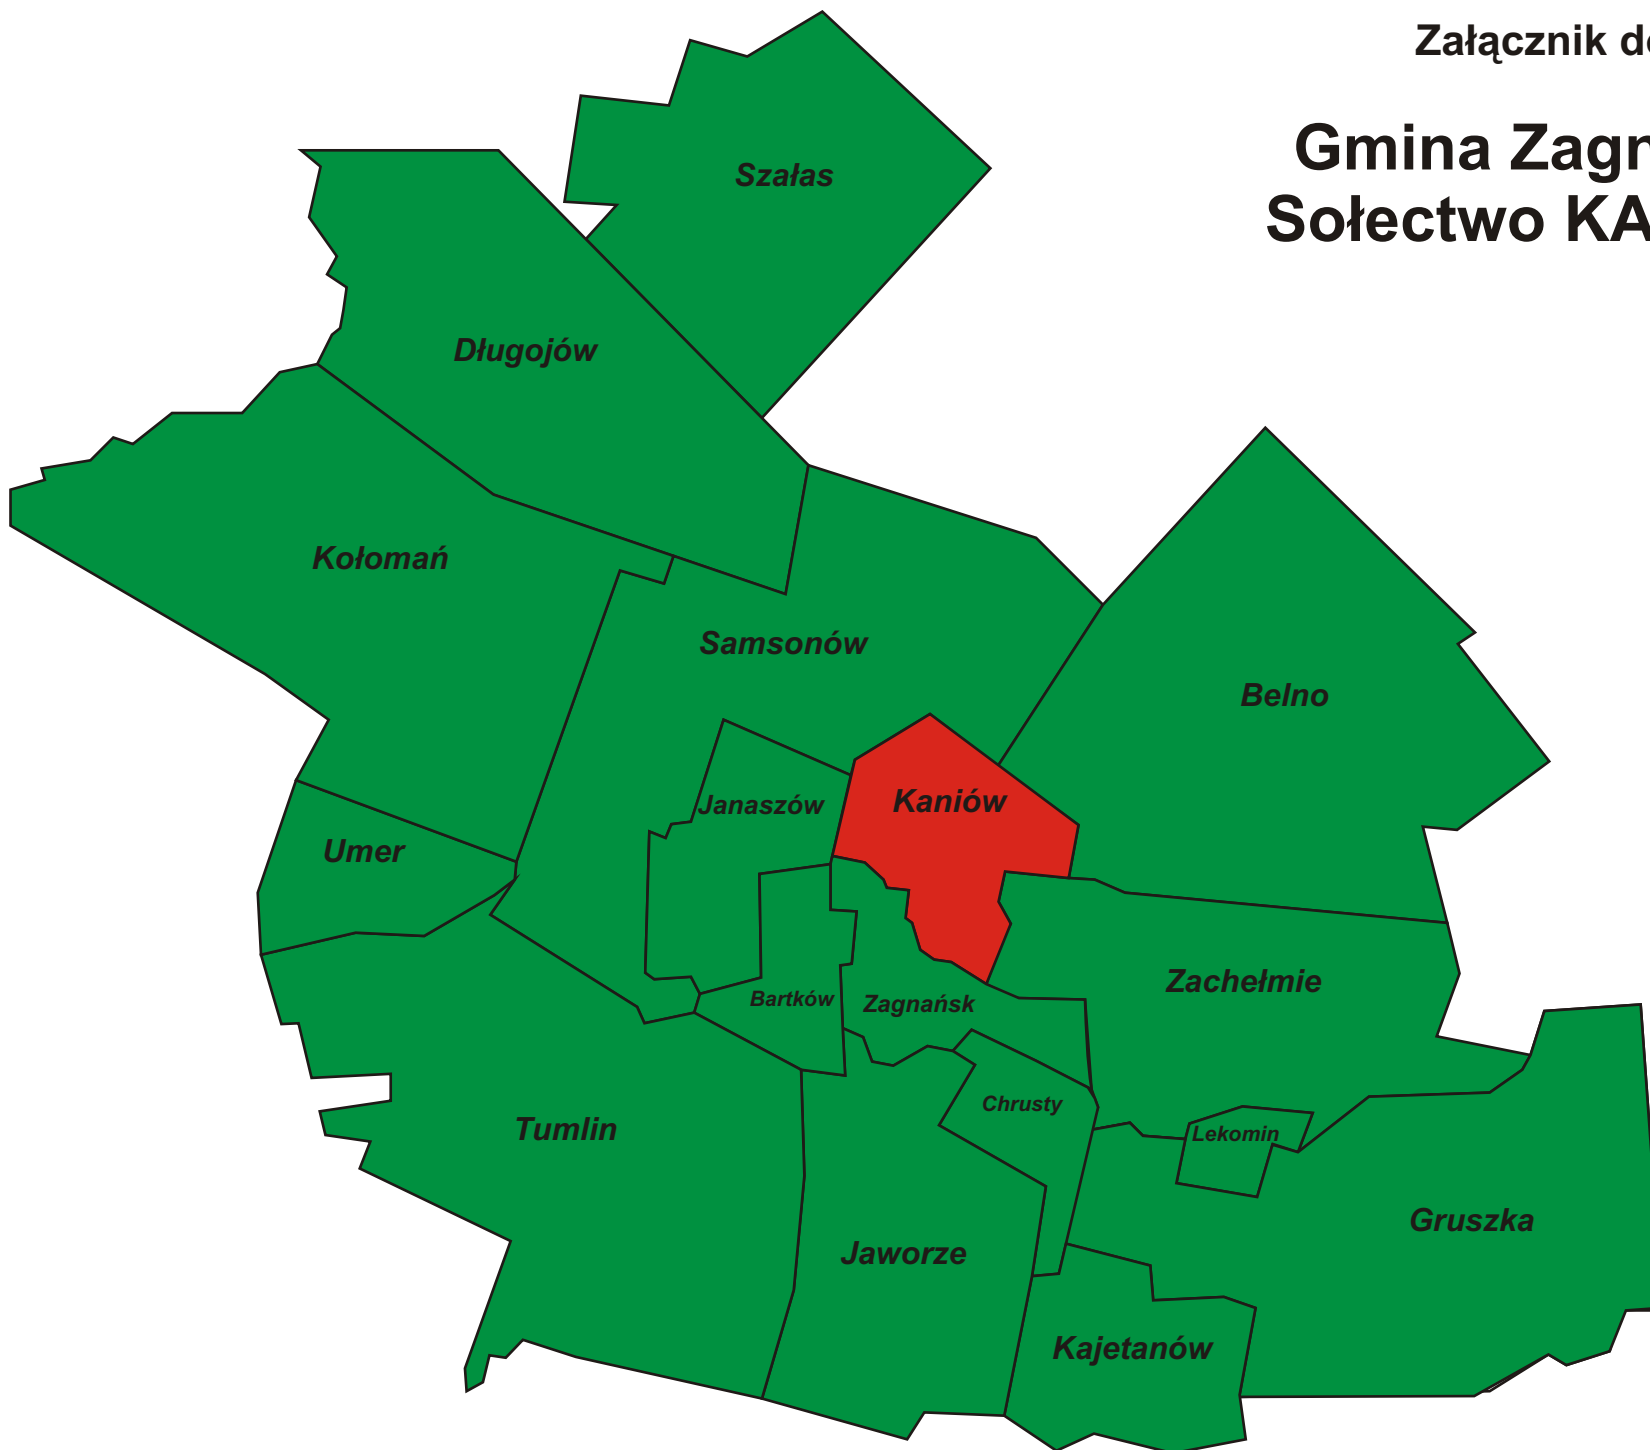 Załącznik do
Gmina Zagn
Sołectwo KA
Szałas
Długojów
Kołomań
Samsonów
Belno
Janaszów
Kaniów
Umer
Zachełmie
Bartków
Zagnańsk
Chrusty
Tumlin
Lekomin
Gruszka
Jaworze
Kajetanów